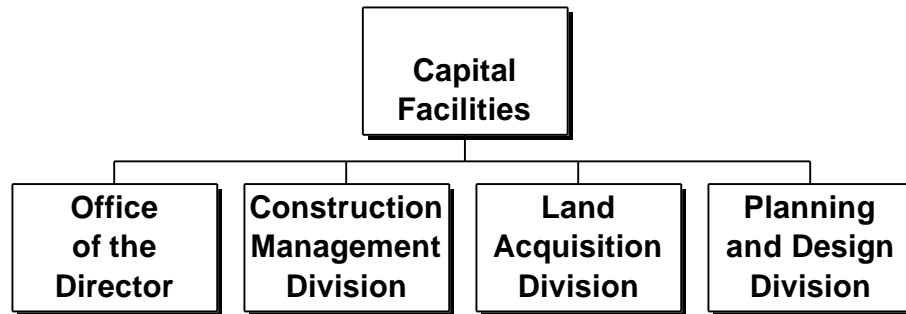 Capital
Facilities
Office
of the
Director
Construction
Management
Division
Land
Acquisition
Division
Planning
and Design
Division